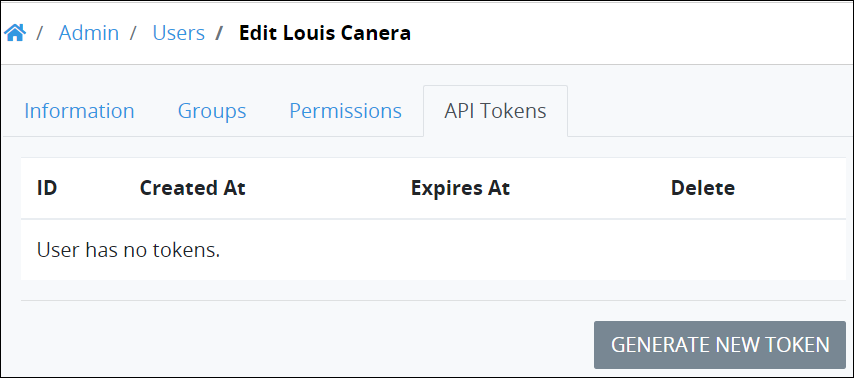 / Admin / Users / Edit Louis Canera
Information Groups Permissions API Tokens
ID Created At Expires At Delete
User has no tokens.
GENERATE NEW TOKEN